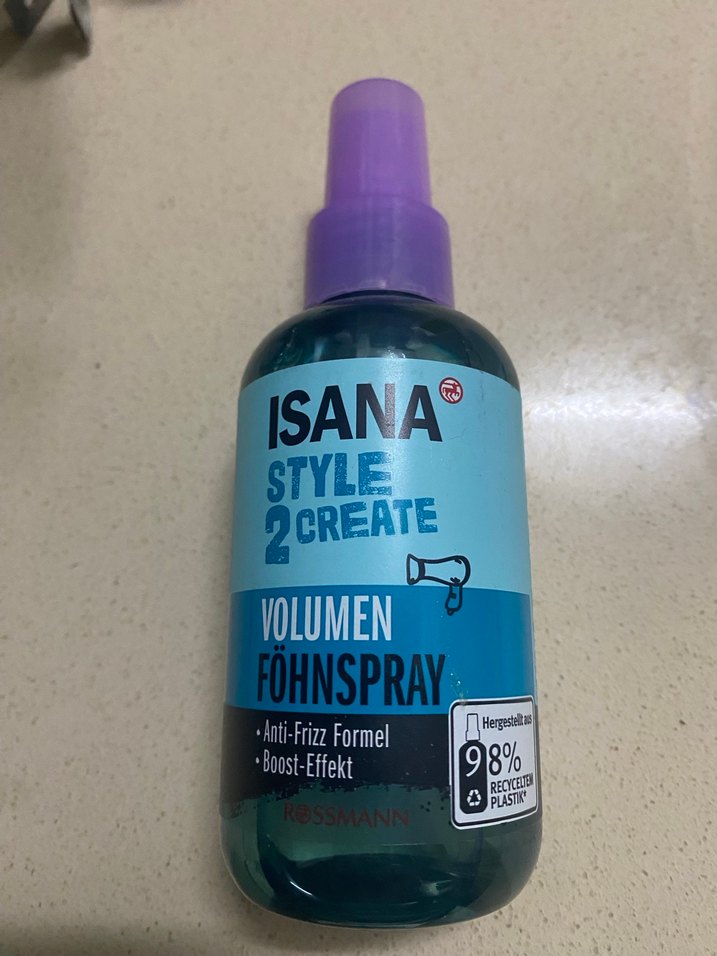 ISANA
STYLE
2 CREATE
VOLUMEN
FÖHNSPRAY
• Anti-Frizz Formel
• Boost-Effekt
Hergestellt aus
98%
RECYCELTEM
PLASTIK*
ROSSMANN